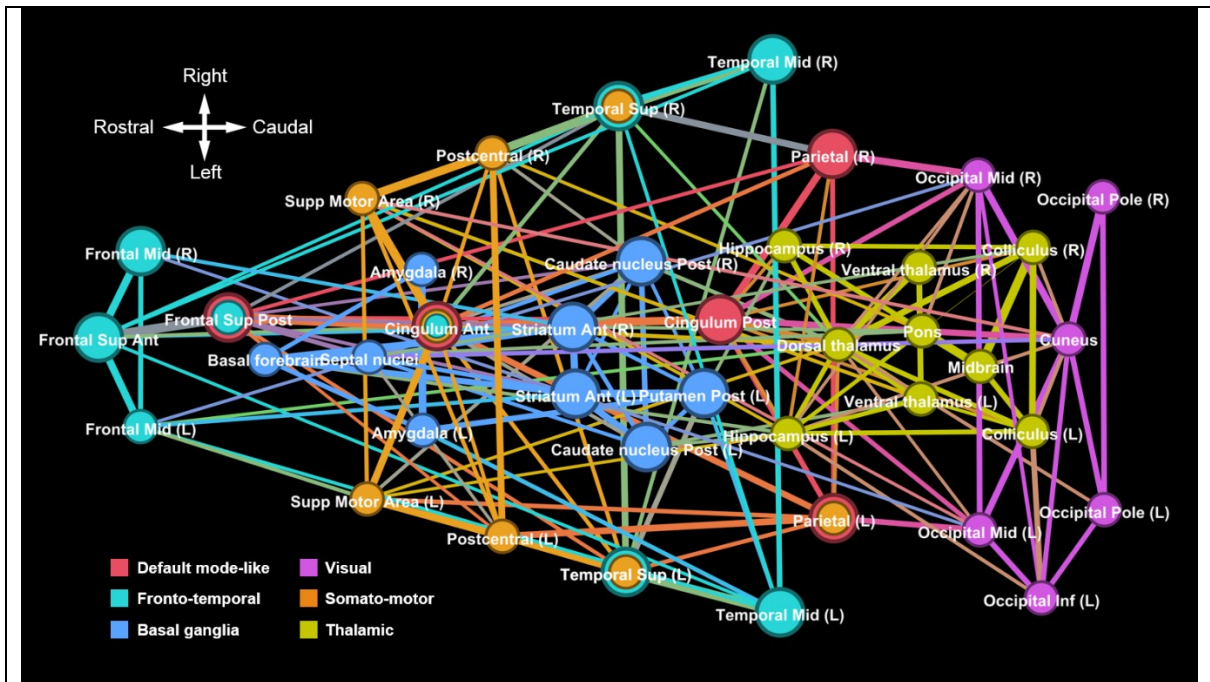 Temporal Mid (R)
Right
Rostral
Caudal
Left
Temporal Sup (R)
Postcentral (R)
Parietal (R)
Occipital Mid (R)
Supp Motor Area (R)
Occipital Pole (R)
Frontal Mid (R)
Hippocampus (R)
Colliculus (R)
Amygdala (R)
Caudate nucleus Post (R)
Ventral thalamus (R)
Frontal Sup Post
Cingulum Ant
Striatum Ant (R)
Cingulum Post
Pons
Frontal Sup Ant
Dorsal thalamus
Cuneus
Basal forebrain
Septal nuclei
Midbrain
Striatum Ant (L)
Putamen Post (L)
Ventral thalamus (L)
Frontal Mid (L)
Amygdala (L)
Hippocampus (L)
Colliculus (L)
Caudate nucleus Post (L)
Supp Motor Area (L)
Occipital Pole (L)
Parietal (L)
Postcentral (L)
Occipital Mid (L)
Temporal Sup (L)
Occipital Inf (L)
Temporal Mid (L)
Default mode-like
Visual
Fronto-temporal
Somato-motor
Basal ganglia
Thalamic